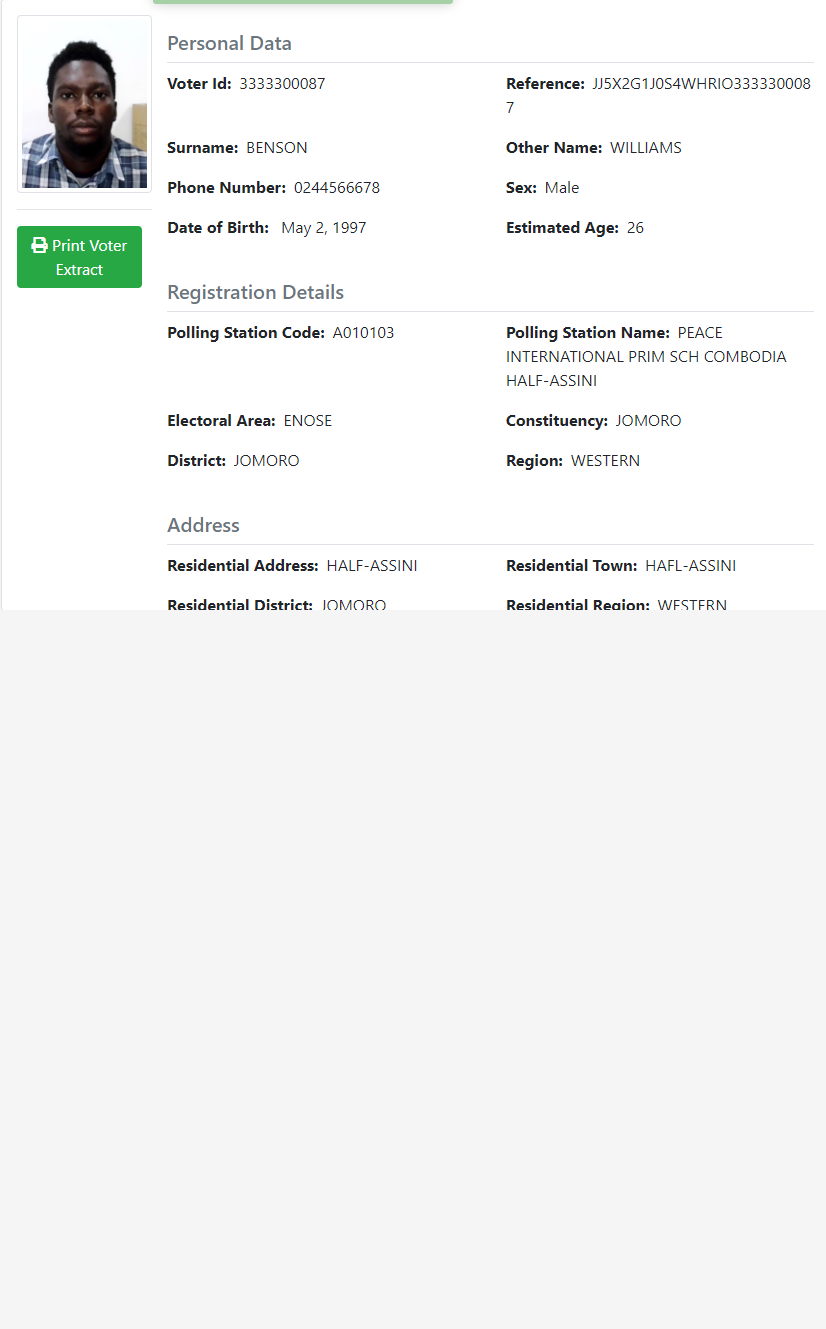 Personal Data
Voter Id: 3333300087
Reference: JJ5X2G1J0S4WHRIO333330008
7
Surname: BENSON
Other Name: WILLIAMS
Phone Number: 0244566678
Sex: Male
Date of Birth: May 2, 1997
Estimated Age: 26
Print Voter
Extract
Registration Details
Polling Station Code: A010103
Polling Station Name: PEACE
INTERNATIONAL PRIM SCH COMBODIA
HALF-ASSINI
Electoral Area: ENOSE
Constituency: JOMORO
District: JOMORO
Region: WESTERN
Address
Residential Address: HALF-ASSINI
Residential Town: HAFL-ASSINI
Residential District: JOMORO
Residential Region: WESTERN